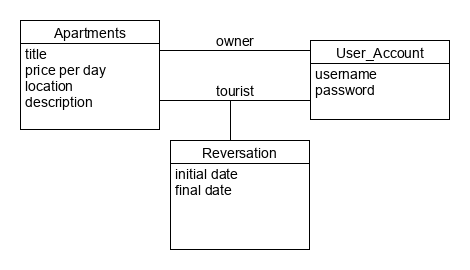 Apartments
title
price per day
location
description
owner
tourist
User_Account
username
password
Reversation
initial date
final date